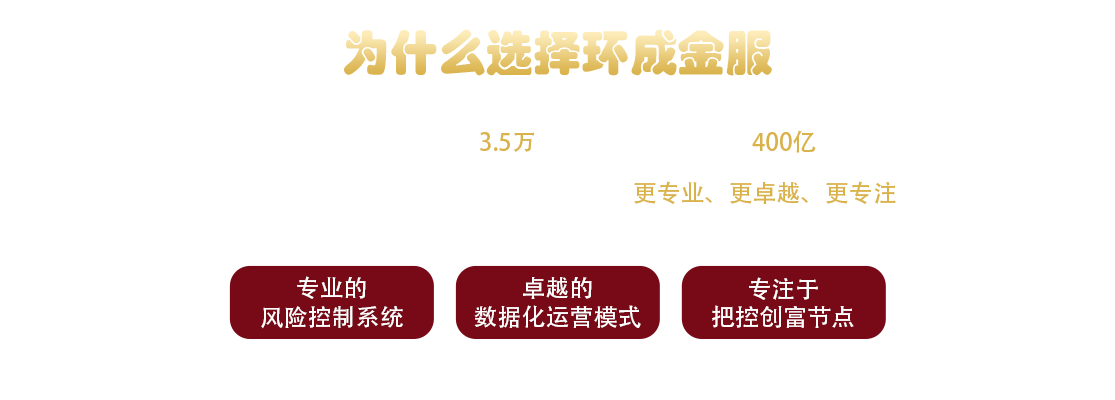 为什么选择环成金服
3.5万 400亿
更专业、更卓越、更专注
专业的
风险控制系统
卓越的
数据化运营模式
专注于
把控创富节点